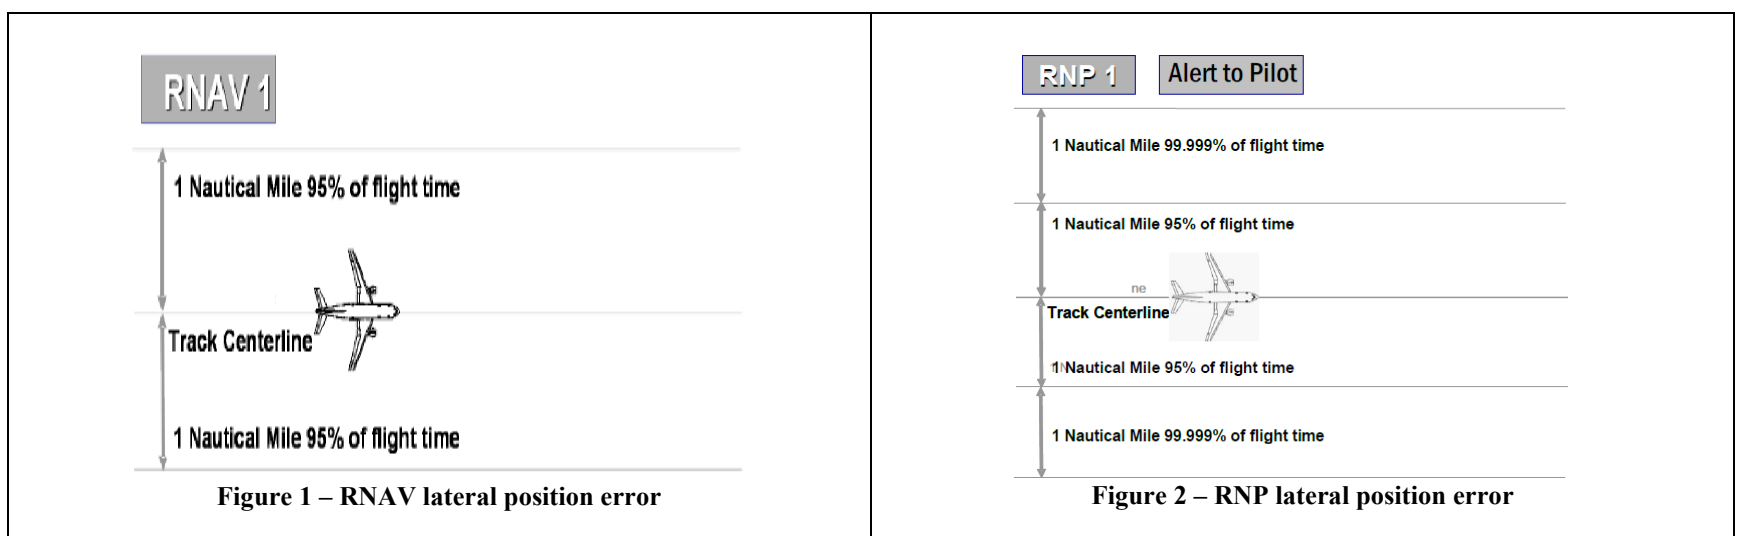 RNAV 1
1 Nautical Mile 95% of flight time
Track Centerline
1 Nautical Mile 95% of flight time
Figure 1 – RNAV lateral position error
RNP 1
Alert to Pilot
1 Nautical Mile 99.999% of flight time
1 Nautical Mile 95% of flight time
ne
Track Centerline
1 Nautical Mile 95% of flight time
1 Nautical Mile 99.999% of flight time
Figure 2 – RNP lateral position error